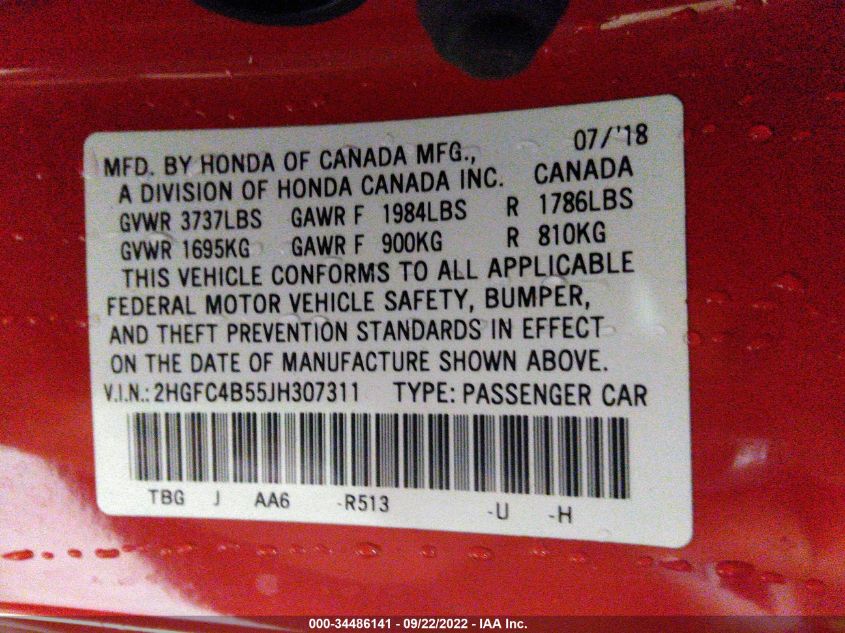 07/'18
MFD. BY HONDA OF CANADA MFG.,
A DIVISION OF HONDA CANADA INC. CANADA
GVWR 3737LBS GAWR F 1984LBS R 1786LBS
GVWR 1695KG GAWR F 900KG R 810KG
THIS VEHICLE CONFORMS TO ALL APPLICABLE
FEDERAL MOTOR VEHICLE SAFETY, BUMPER,
AND THEFT PREVENTION STANDARDS IN EFFECT
ON THE DATE OF MANUFACTURE SHOWN ABOVE.
V.I.N.: 2HGFC4B55JH307311 TYPE: PASSENGER CAR
TBG J AA6 -R513 -U -H
000-34486141 - 09/22/2022 - IAA Inc.